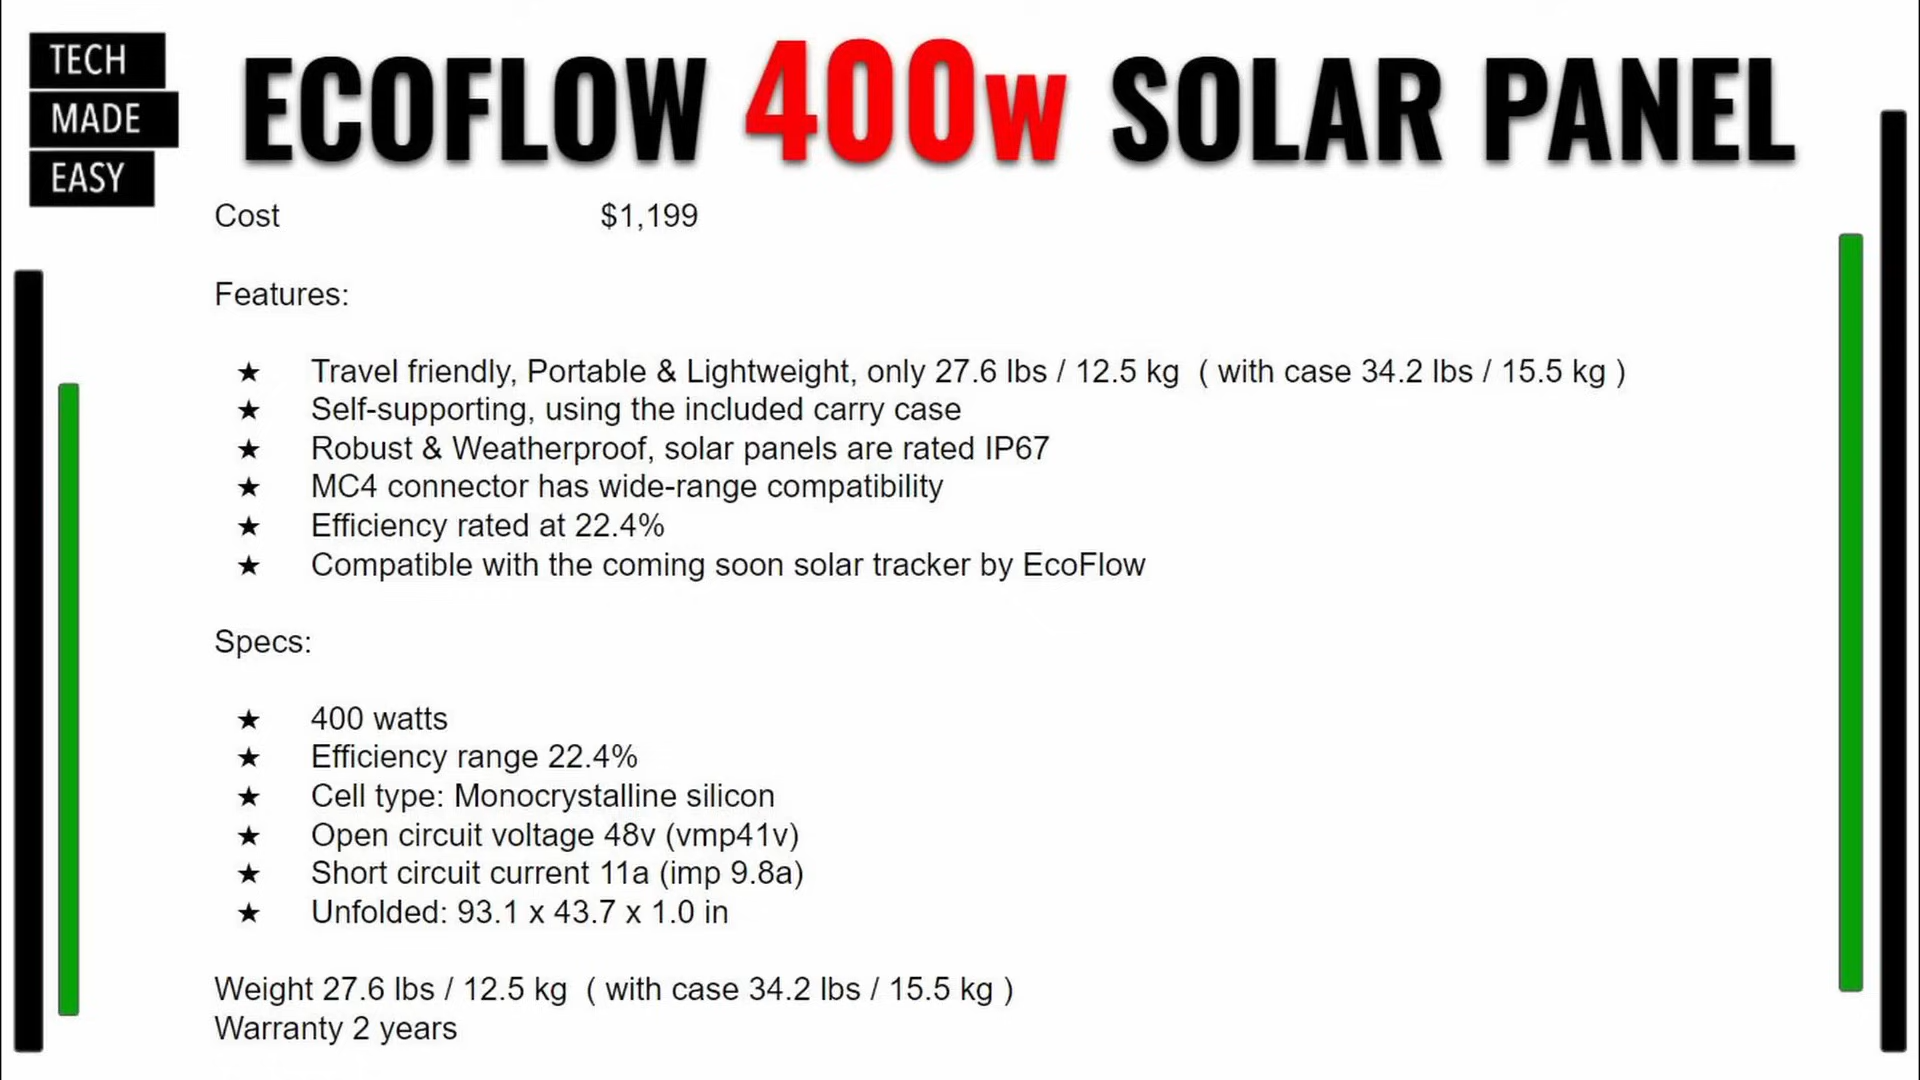 TECH
MADE
EASY
ECOFLOW 400w SOLAR PANEL
Cost $1,199
Features:
★ Travel friendly, Portable & Lightweight, only 27.6 lbs / 12.5 kg ( with case 34.2 lbs / 15.5 kg )
★ Self-supporting, using the included carry case
★ Robust & Weatherproof, solar panels are rated IP67
★ MC4 connector has wide-range compatibility
★ Efficiency rated at 22.4%
★ Compatible with the coming soon solar tracker by EcoFlow
Specs:
★ 400 watts
★ Efficiency range 22.4%
★ Cell type: Monocrystalline silicon
★ Open circuit voltage 48v (vmp41v)
★ Short circuit current 11a (imp 9.8a)
★ Unfolded: 93.1 x 43.7 x 1.0 in
Weight 27.6 lbs / 12.5 kg ( with case 34.2 lbs / 15.5 kg )
Warranty 2 years